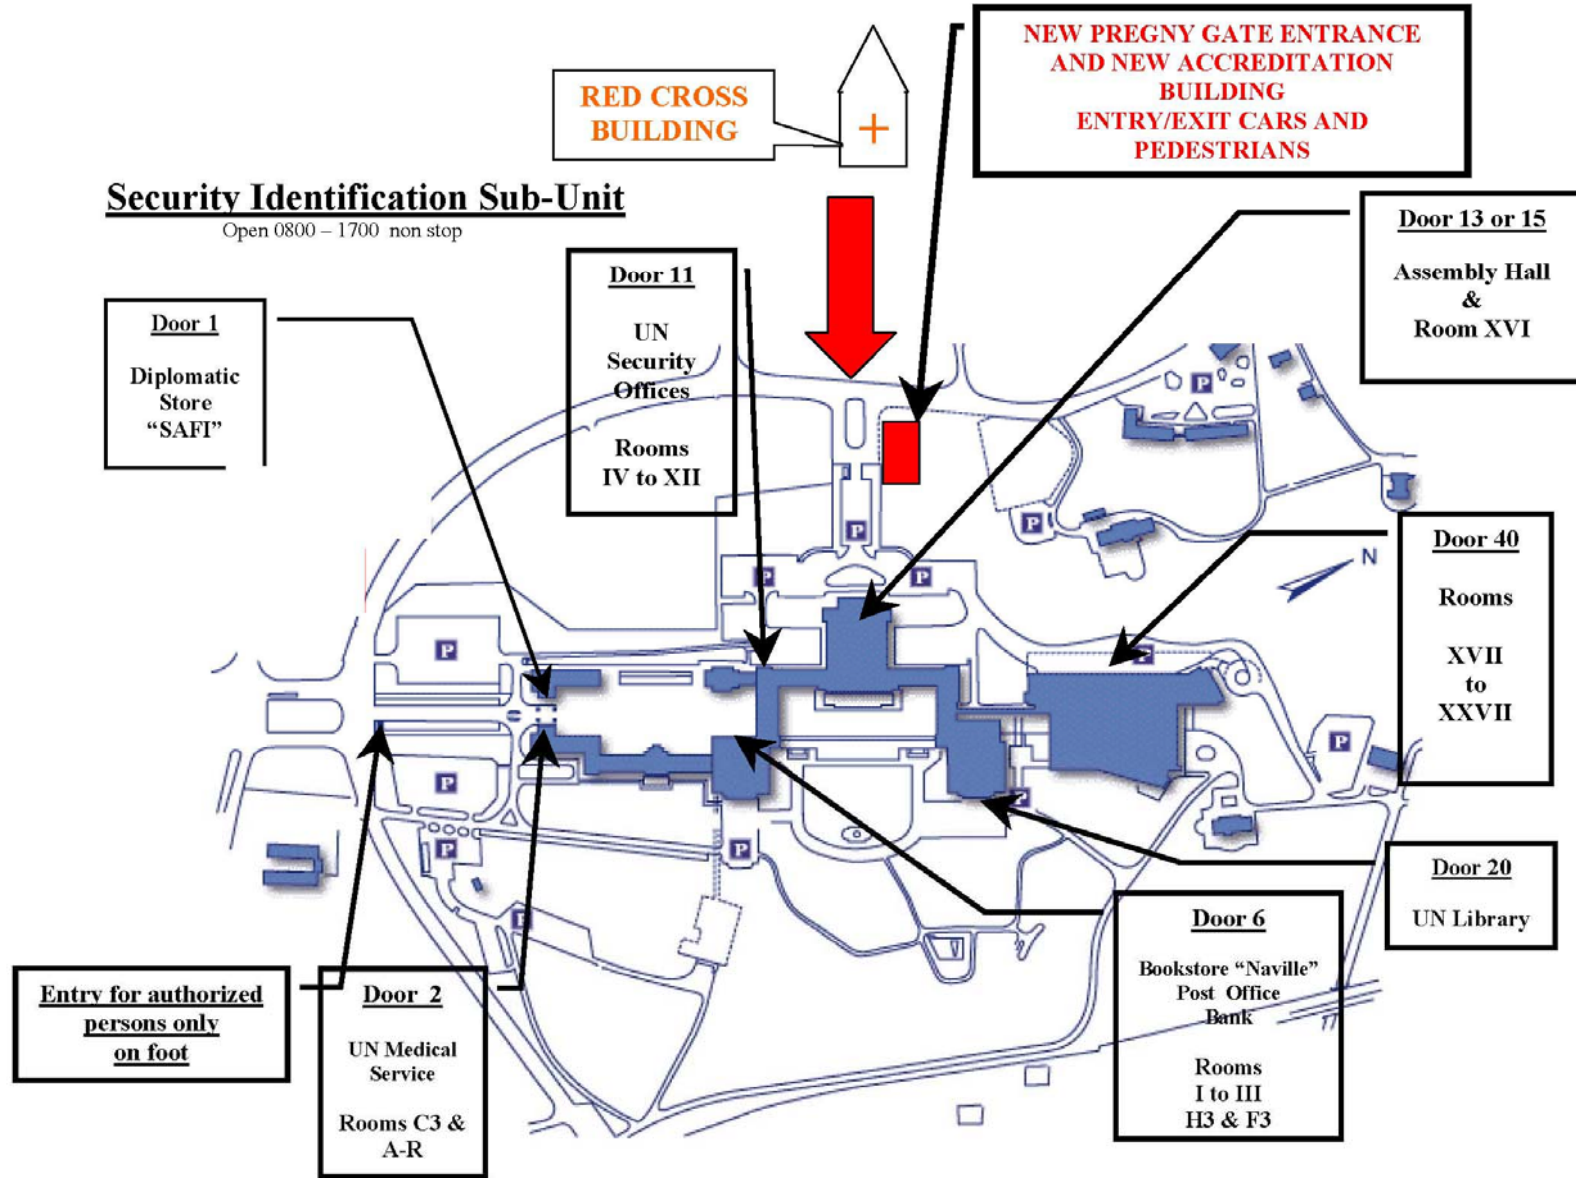 NEW PREGNY GATE ENTRANCE
AND NEW ACCREDITATION
BUILDING
ENTRY/EXIT CARS AND
PEDESTRIANS
RED CROSS
BUILDING
+
Security Identification Sub-Unit
Open 0800 – 1700 non stop
Door 13 or 15
Assembly Hall
&
Room XVI
Door 11
UN
Security
Offices
Rooms
IV to XII
Door 1
Diplomatic
Store
“SAFI”
P
P
P
P
P
N
Door 40
Rooms
XVII
to
XXVII
P
P
P
P
P
P
P
P
Door 20
UN Library
Door 6
Bookstore “Naville”
Post Office
Bank
Rooms
I to III
H3 & F3
Entry for authorized
persons only
on foot
Door 2
UN Medical
Service
Rooms C3 &
A-R